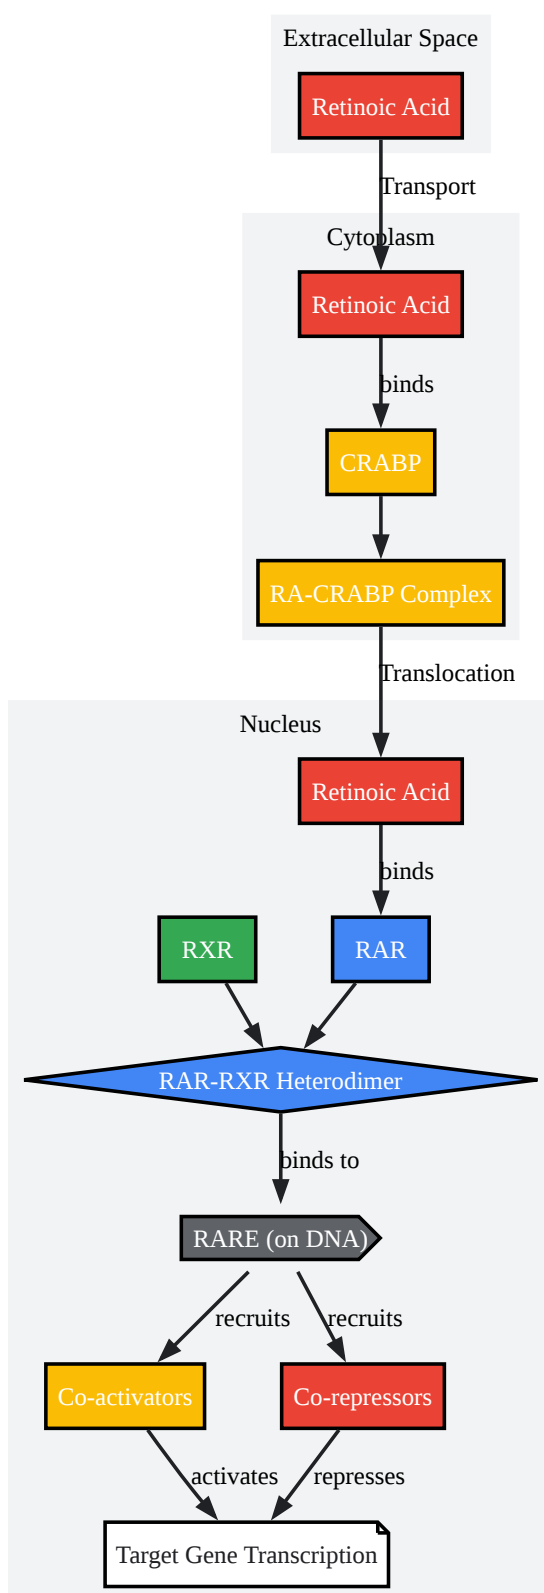 Extracellular Space
Retinoic Acid
Transport
Cytoplasm
Retinoic Acid
binds
CRABP
RA-CRABP Complex
Translocation
Nucleus
Retinoic Acid
binds
RXR
RAR
RAR-RXR Heterodimer
binds to
RARE (on DNA)
recruits
recruits
Co-activators
Co-repressors
activates
represses
Target Gene Transcription